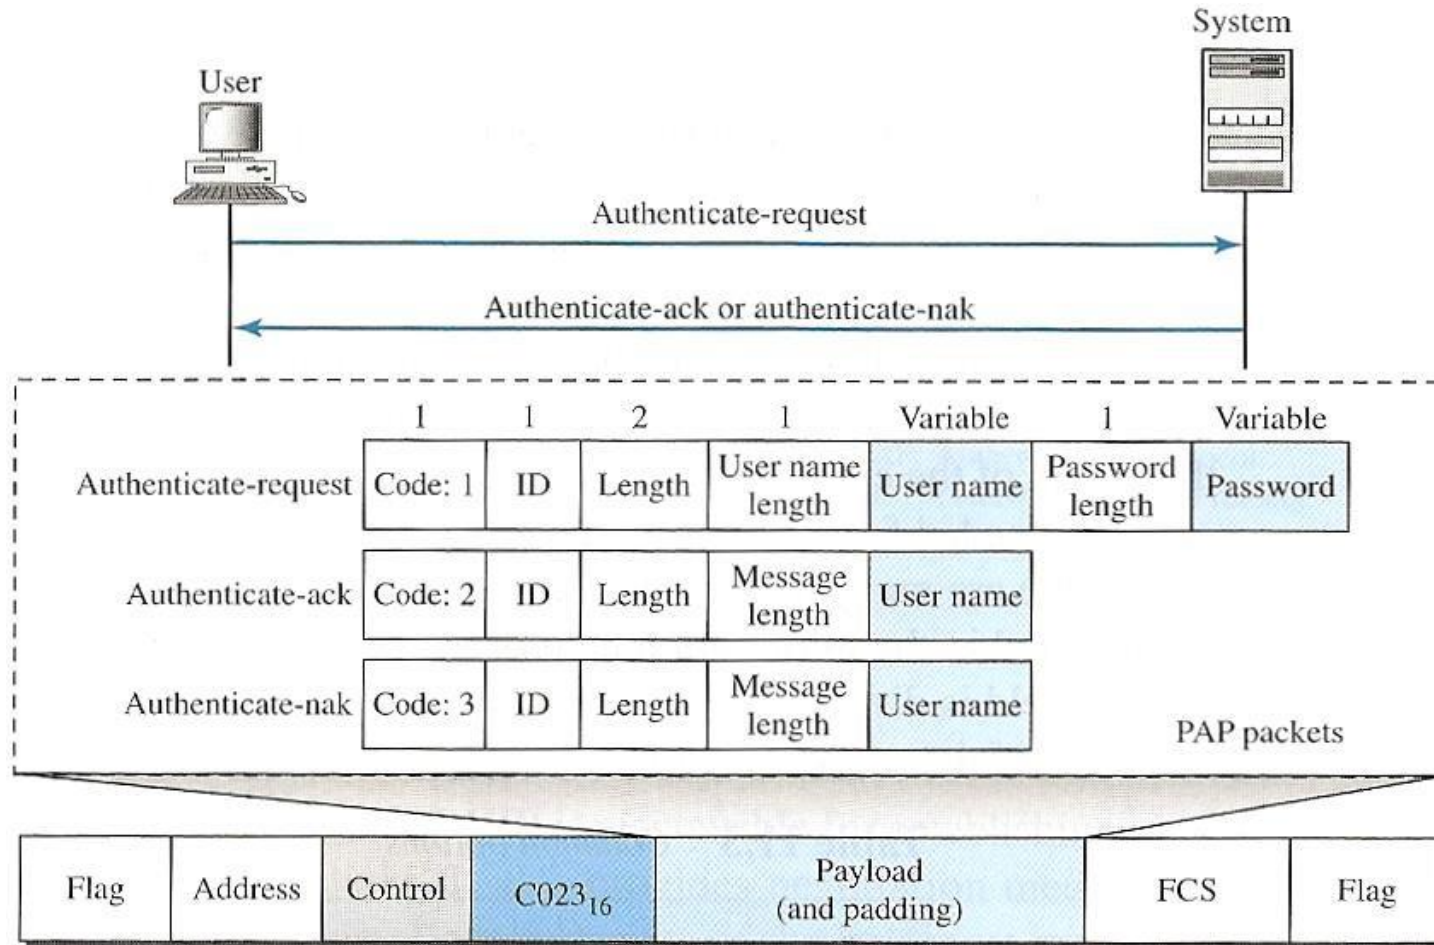 System
User
Authenticate-request
Authenticate-ack or authenticate-nak
1 1 2 1 Variable 1 Variable
Authenticate-request Code: 1 ID Length User name length User name Password length Password
Authenticate-ack Code: 2 ID Length Message length User name
Authenticate-nak Code: 3 ID Length Message length User name
PAP packets
Flag Address Control C023₁₆ Payload (and padding) FCS Flag